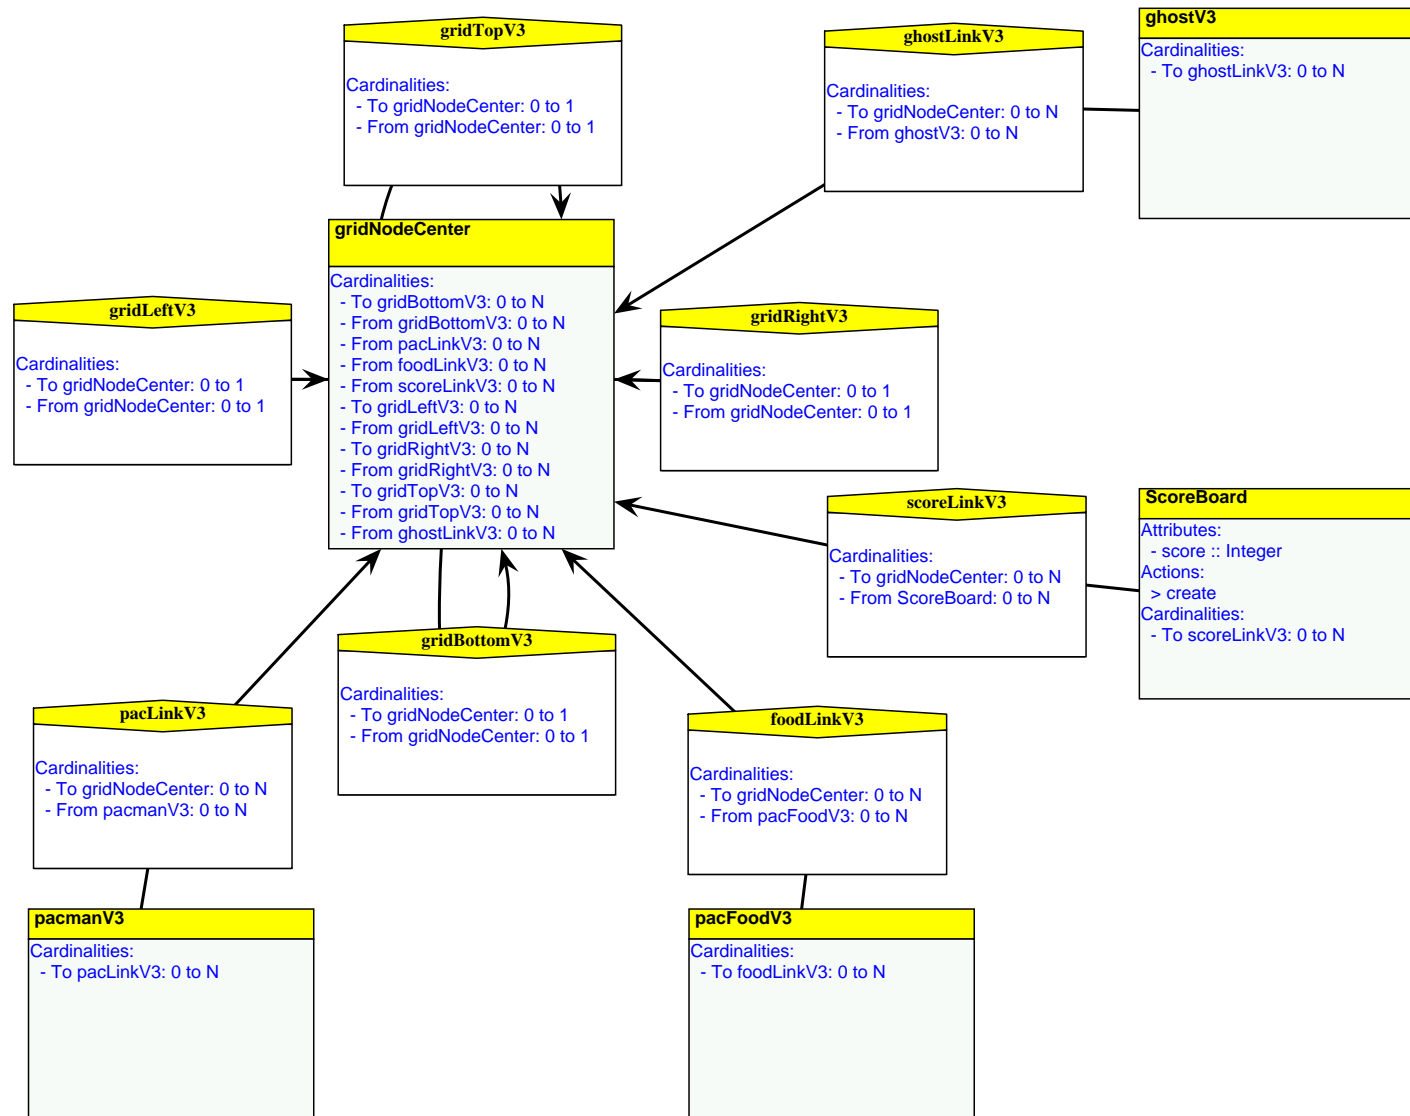 gridTopV3
Cardinalities:
- To gridNodeCenter: 0 to 1
- From gridNodeCenter: 0 to 1
ghostLinkV3
Cardinalities:
- To gridNodeCenter: 0 to N
- From ghostV3: 0 to N
ghostV3
Cardinalities:
- To ghostLinkV3: 0 to N
gridNodeCenter
Cardinalities:
- To gridBottomV3: 0 to N
- From gridBottomV3: 0 to N
- From pacLinkV3: 0 to N
- From foodLinkV3: 0 to N
- From scoreLinkV3: 0 to N
- To gridLeftV3: 0 to N
- From gridLeftV3: 0 to N
- To gridRightV3: 0 to N
- From gridRightV3: 0 to N
- To gridTopV3: 0 to N
- From gridTopV3: 0 to N
- From ghostLinkV3: 0 to N
gridLeftV3
Cardinalities:
- To gridNodeCenter: 0 to 1
- From gridNodeCenter: 0 to 1
gridRightV3
Cardinalities:
- To gridNodeCenter: 0 to 1
- From gridNodeCenter: 0 to 1
scoreLinkV3
Cardinalities:
- To gridNodeCenter: 0 to N
- From ScoreBoard: 0 to N
ScoreBoard
Attributes:
- score :: Integer
Actions:
> create
Cardinalities:
- To scoreLinkV3: 0 to N
gridBottomV3
Cardinalities:
- To gridNodeCenter: 0 to 1
- From gridNodeCenter: 0 to 1
pacLinkV3
Cardinalities:
- To gridNodeCenter: 0 to N
- From pacmanV3: 0 to N
foodLinkV3
Cardinalities:
- To gridNodeCenter: 0 to N
- From pacFoodV3: 0 to N
pacmanV3
Cardinalities:
- To pacLinkV3: 0 to N
pacFoodV3
Cardinalities:
- To foodLinkV3: 0 to N